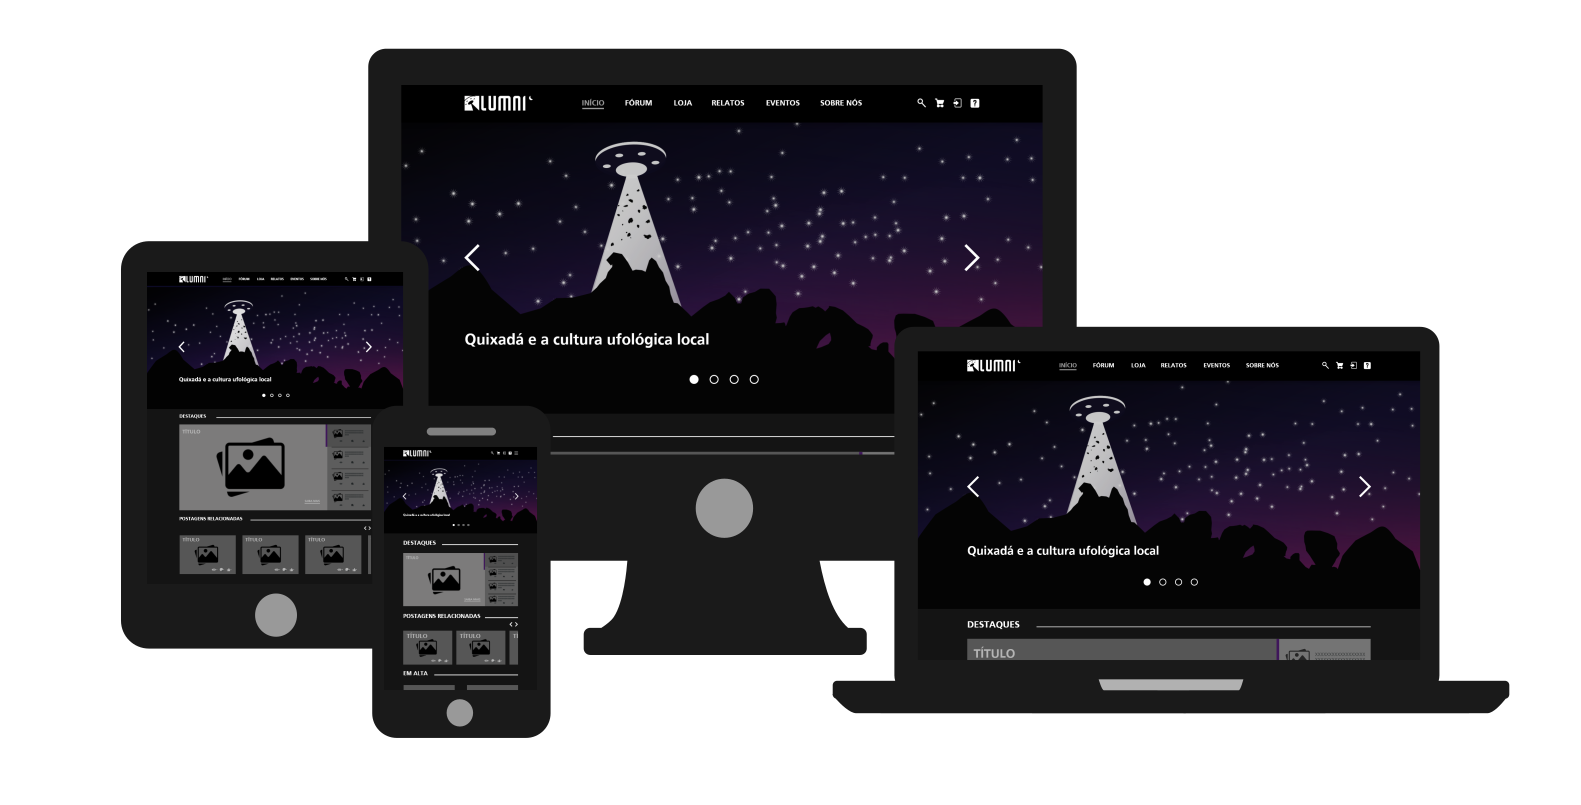 LUMNI
INÍCIO FÓRUM LOJA RELATOS EVENTOS SOBRE NÓS
Quixadá e a cultura ufológica local
LUMNI
INÍCIO FÓRUM LOJA RELATOS EVENTOS SOBRE NÓS
Quixadá e a cultura ufológica local
DESTAQUES
TÍTULO
POSTAGENS RELACIONADAS
TÍTULO TÍTULO TÍTULO
LUMNI
Quixadá e a cultura ufológica local
DESTAQUES
TÍTULO
POSTAGENS RELACIONADAS
TÍTULO TÍTULO TÍ
EM ALTA
LUMNI
INÍCIO FÓRUM LOJA RELATOS EVENTOS SOBRE NÓS
Quixadá e a cultura ufológica local
DESTAQUES
TÍTULO